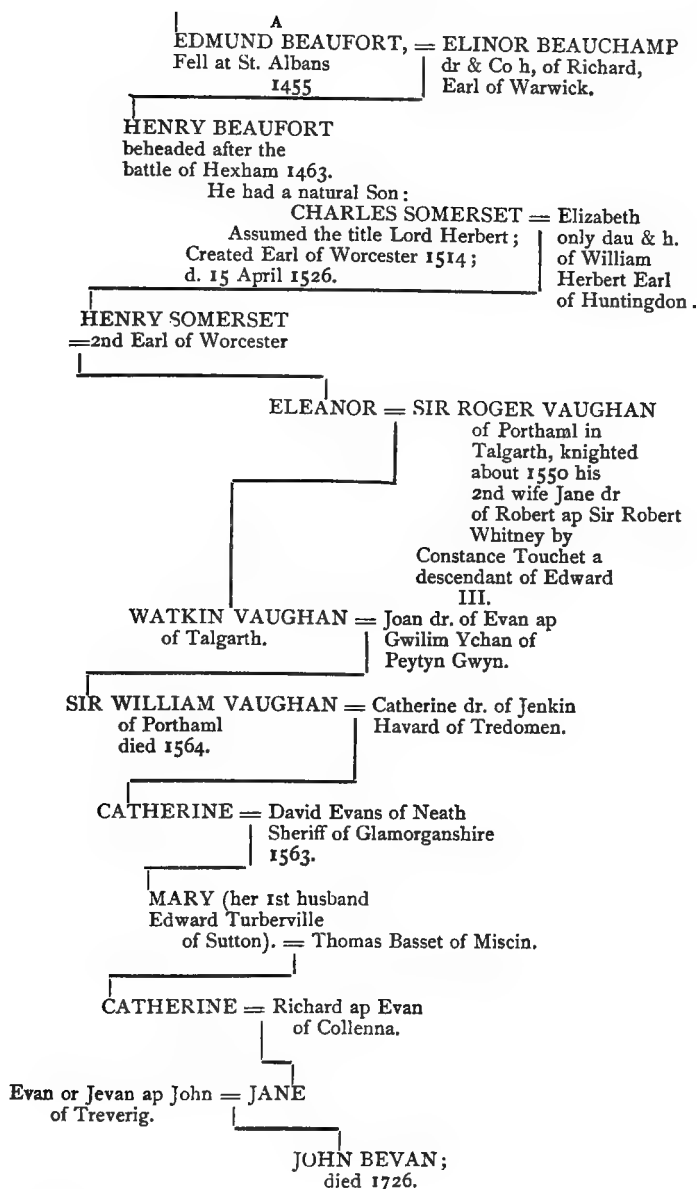 A
EDMUND BEAUFORT, = ELINOR BEAUCHAMP
Fell at St. Albans dr & Co h, of Richard,
1455 Earl of Warwick.
HENRY BEAUFORT
beheaded after the
battle of Hexham 1463.
He had a natural Son:
CHARLES SOMERSET = Elizabeth
Assumed the title Lord Herbert; only dau & h.
Created Earl of Worcester 1514; of William
d. 15 April 1526. Herbert Earl
of Huntingdon.
HENRY SOMERSET
=2nd Earl of Worcester
ELEANOR = SIR ROGER VAUGHAN
of Porthaml in
Talgarth, knighted
about 1550 his
2nd wife Jane dr
of Robert ap Sir Robert
Whitney by
Constance Touchet a
descendant of Edward
III.
WATKIN VAUGHAN = Joan dr. of Evan ap
of Talgarth. Gwilim Ychan of
Peytyn Gwyn.
SIR WILLIAM VAUGHAN = Catherine dr. of Jenkin
of Porthaml Havard of Tredomen.
died 1564.
CATHERINE = David Evans of Neath
Sheriff of Glamorganshire
1563.
MARY (her 1st husband
Edward Turberville
of Sutton). = Thomas Basset of Miscin.
CATHERINE = Richard ap Evan
of Collenna.
Evan or Jevan ap John = JANE
of Treverig.
JOHN BEVAN;
died 1726.